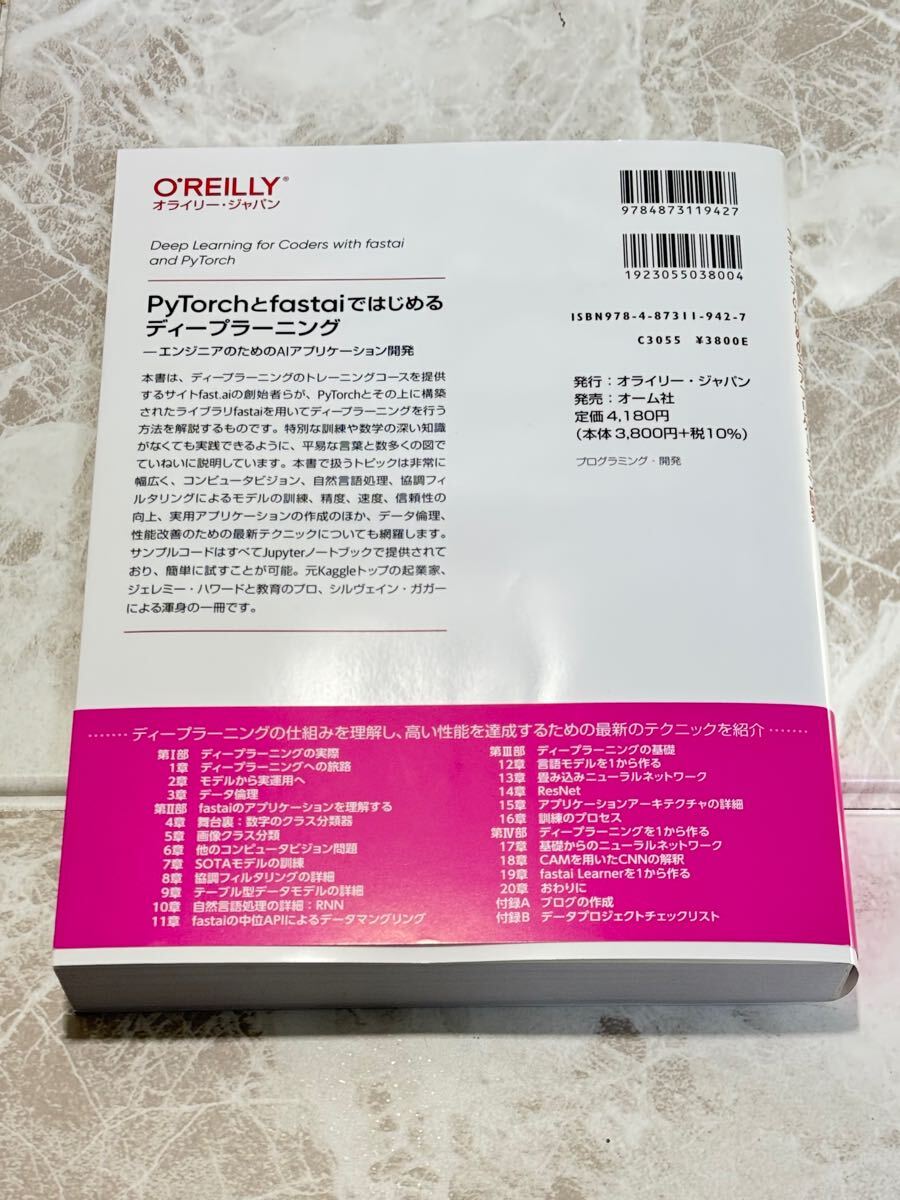 O'REILLY®
オライリー・ジャパン
Deep Learning for Coders with fastai
and PyTorch
PyTorchとfastaiではじめる
ディープラーニング
―エンジニアのためのAIアプリケーション開発
本書は、ディープラーニングのトレーニングコースを提供
するサイトfast.aiの創始者らが、PyTorchとその上に構築
されたライブラリfastaiを用いてディープラーニングを行う
方法を解説するものです。特別な訓練や数学の深い知識
がなくても実践できるように、平易な言葉と数多くの図で
ていねいに説明しています。本書で扱うトピックは非常に
幅広く、コンピュータビジョン、自然言語処理、協調フィ
ルタリングによるモデルの訓練、精度、速度、信頼性の
向上、実用アプリケーションの作成のほか、データ倫理、
性能改善のための最新テクニックについても網羅します。
サンプルコードはすべてJupyterノートブックで提供されて
おり、簡単に試すことが可能。元Kaggleトップの起業家、
ジェレミー・ハワードと教育のプロ、シルヴェイン・ガガー
による渾身の一冊です。
9784873119427
1923055038004
ISBN978-4-87311-942-7
C3055 ¥3800E
発行：オライリー・ジャパン
発売：オーム社
定価4,180円
(本体3,800円+税10%)
プログラミング・開発
ディープラーニングの仕組みを理解し、高い性能を達成するための最新のテクニックを紹介
第Ⅰ部 ディープラーニングの実際
1章 ディープラーニングへの旅路
2章 モデルから実運用へ
3章 データ倫理
第Ⅱ部 fastaiのアプリケーションを理解する
4章 舞台裏：数字のクラス分類器
5章 画像クラス分類
6章 他のコンピュータビジョン問題
7章 SOTAモデルの訓練
8章 協調フィルタリングの詳細
9章 テーブル型データモデルの詳細
10章 自然言語処理の詳細：RNN
11章 fastaiの中位APIによるデータマングリング
第Ⅲ部 ディープラーニングの基礎
12章 言語モデルを1から作る
13章 畳み込みニューラルネットワーク
14章 ResNet
15章 アプリケーションアーキテクチャの詳細
16章 訓練のプロセス
第Ⅳ部 ディープラーニングを1から作る
17章 基礎からのニューラルネットワーク
18章 CAMを用いたCNNの解釈
19章 fastai Learnerを1から作る
20章 おわりに
付録A ブログの作成
付録B データプロジェクトチェックリスト